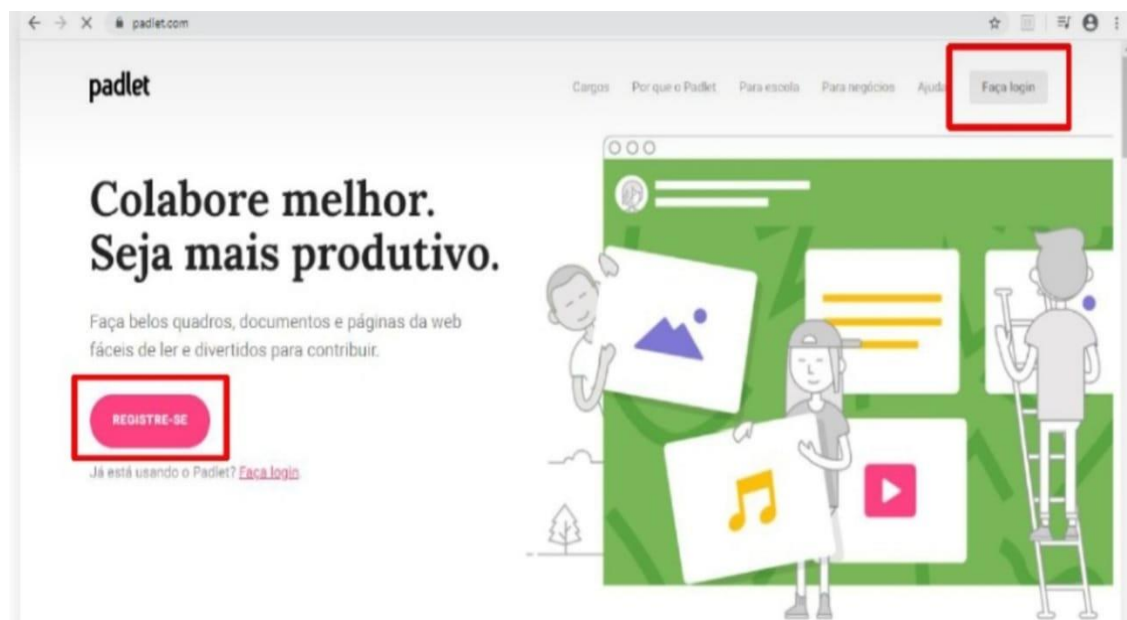 padlet.com
padlet
Cargos Por que o Padlet Para escola Para negócios Ajuda Faça login
Colabore melhor.
Seja mais produtivo.
Faça belos quadros, documentos e páginas da web
fáceis de ler e divertidos para contribuir.
REGISTRE-SE
Já está usando o Padlet? Faça login.